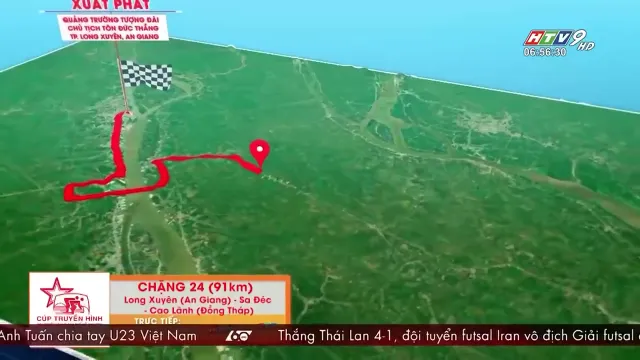 XUẤT PHÁT
QUẢNG TRƯỜNG TƯỢNG ĐÀI
CHỦ TỊCH TÔN ĐỨC THẮNG
TP. LONG XUYÊN, AN GIANG
HTV9 HD
06:56:30
CHẶNG 24 (91km)
Long Xuyên (An Giang) - Sa Đéc
- Cao Lãnh (Đồng Tháp)
TRỰC TIẾP:
CÚP TRUYỀN HÌNH
Anh Tuấn chia tay U23 Việt Nam
60
Thắng Thái Lan 4-1, đội tuyển futsal Iran vô địch Giải futsal